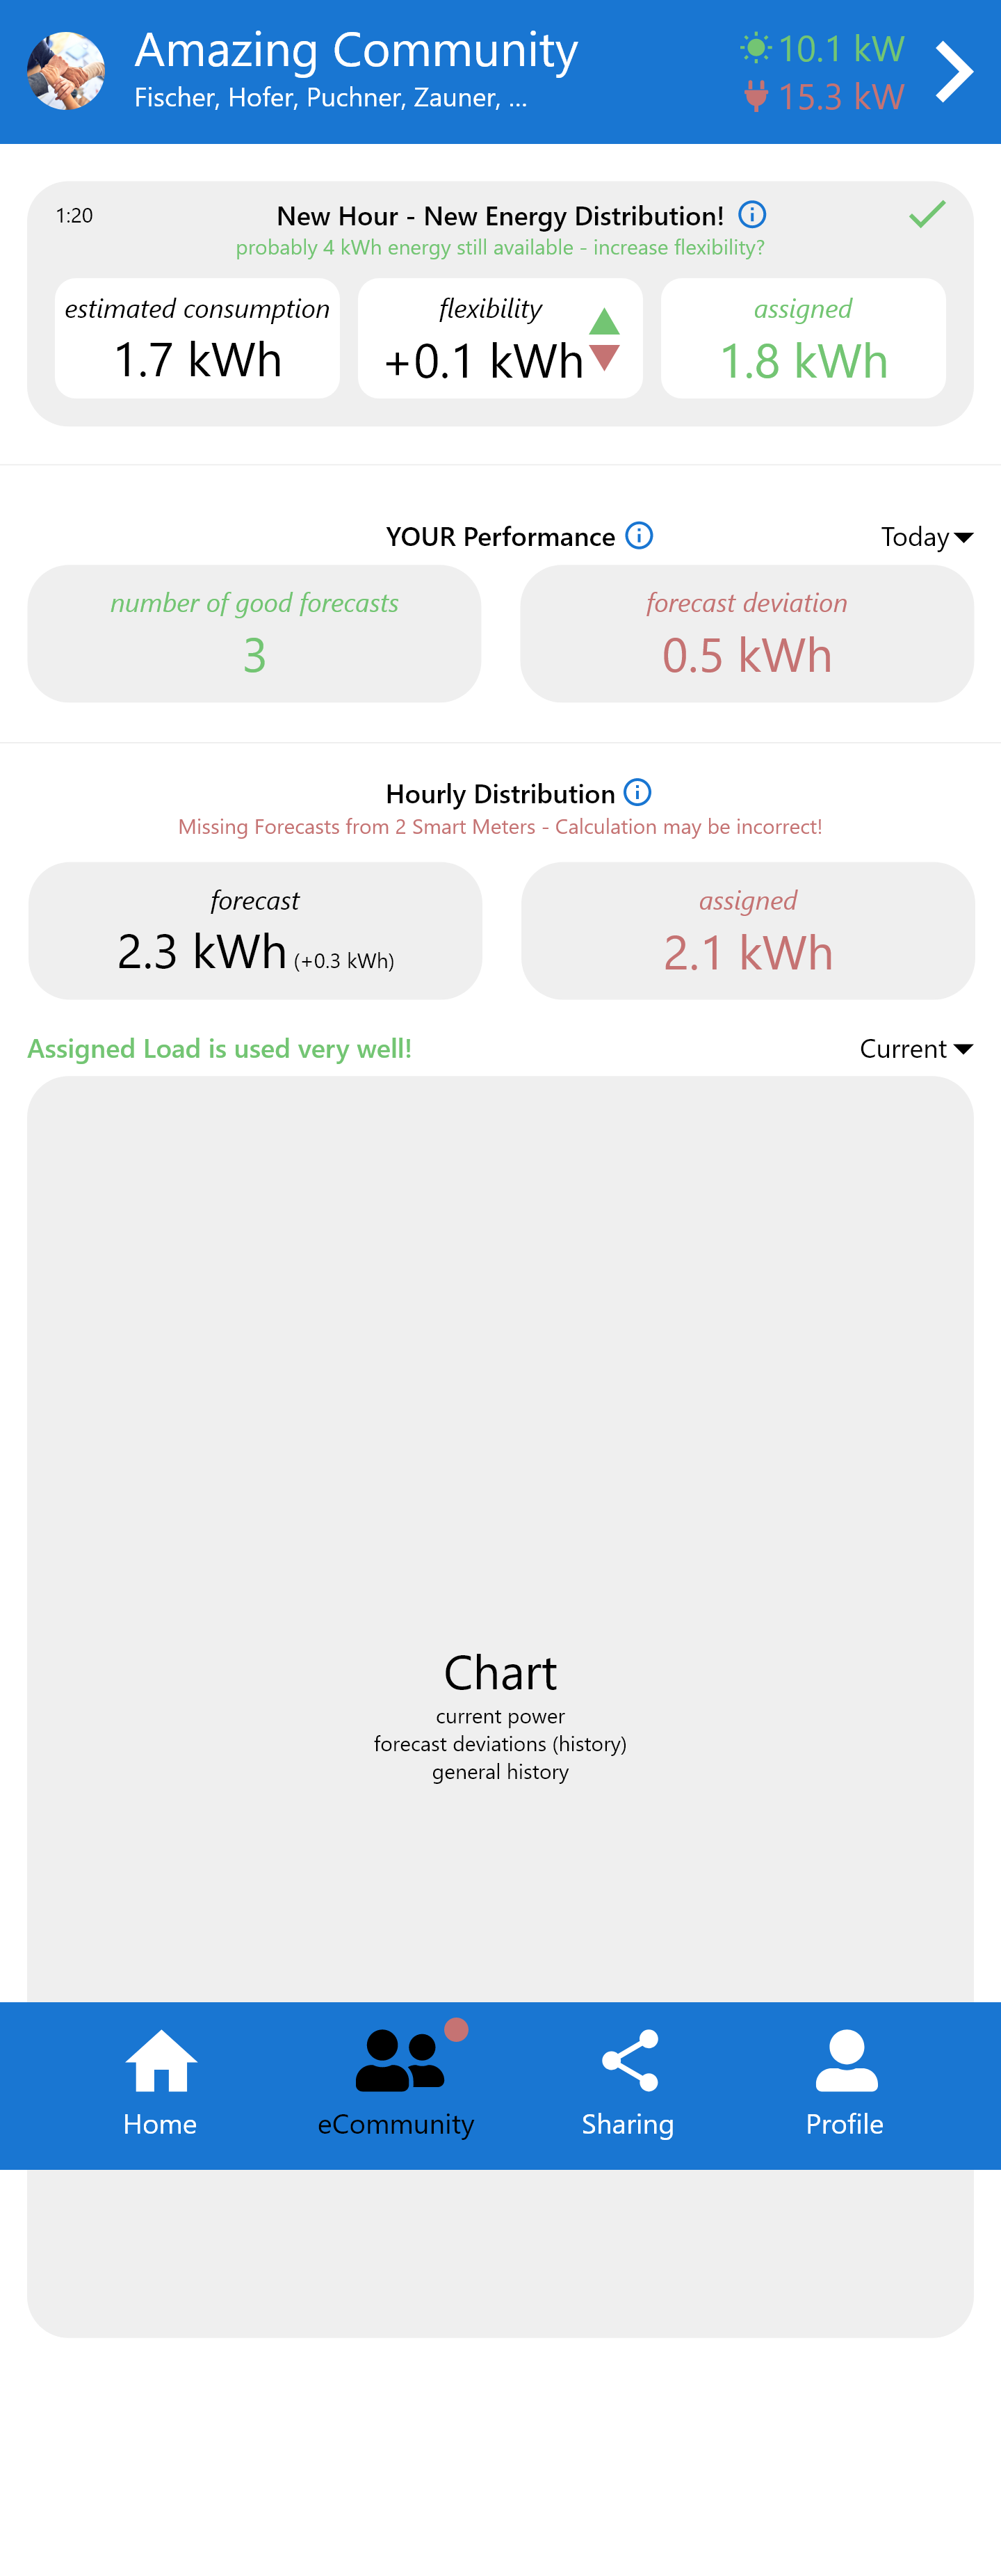 Amazing Community
Fischer, Hofer, Puchner, Zauner, ...
10.1 kW
15.3 kW
1:20
New Hour - New Energy Distribution!
probably 4 kWh energy still available - increase flexibility?
estimated consumption
1.7 kWh
flexibility
+0.1 kWh
assigned
1.8 kWh
YOUR Performance
Today
number of good forecasts
3
forecast deviation
0.5 kWh
Hourly Distribution
Missing Forecasts from 2 Smart Meters - Calculation may be incorrect!
forecast
2.3 kWh (+0.3 kWh)
assigned
2.1 kWh
Assigned Load is used very well!
Current
Chart
current power
forecast deviations (history)
general history
Home
eCommunity
Sharing
Profile